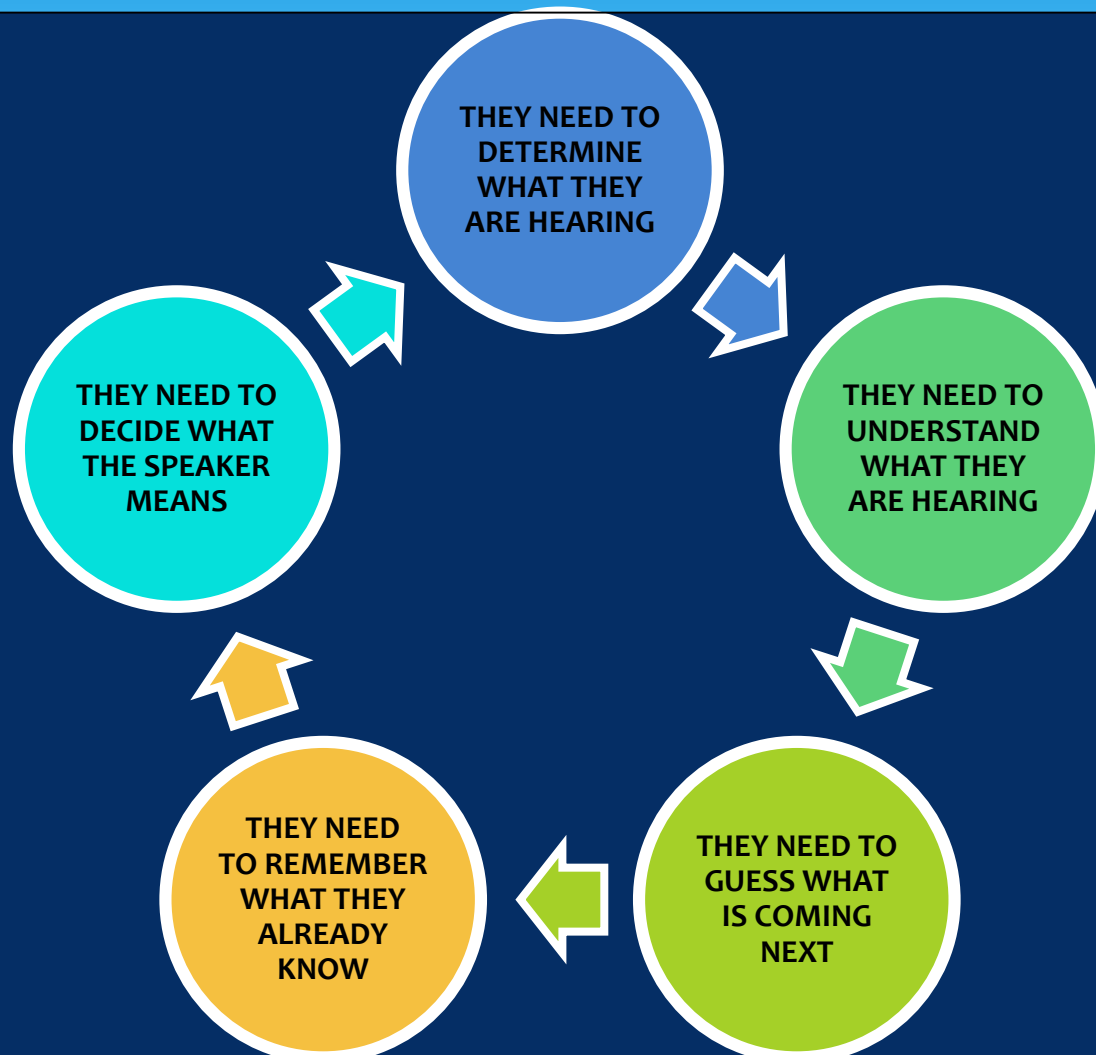 THEY NEED TO
DETERMINE
WHAT THEY
ARE HEARING
THEY NEED TO
UNDERSTAND
WHAT THEY
ARE HEARING
THEY NEED TO
GUESS WHAT
IS COMING
NEXT
THEY NEED
TO REMEMBER
WHAT THEY
ALREADY
KNOW
THEY NEED TO
DECIDE WHAT
THE SPEAKER
MEANS